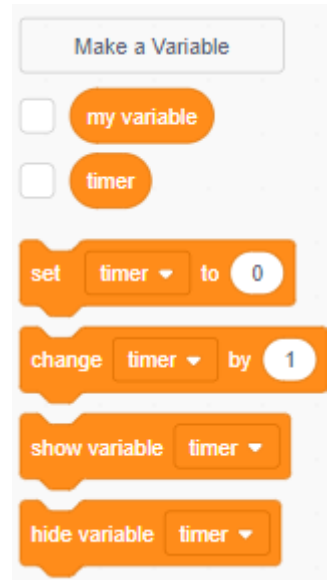 Make a Variable
my variable
timer
set timer to 0
change timer by 1
show variable timer
hide variable timer